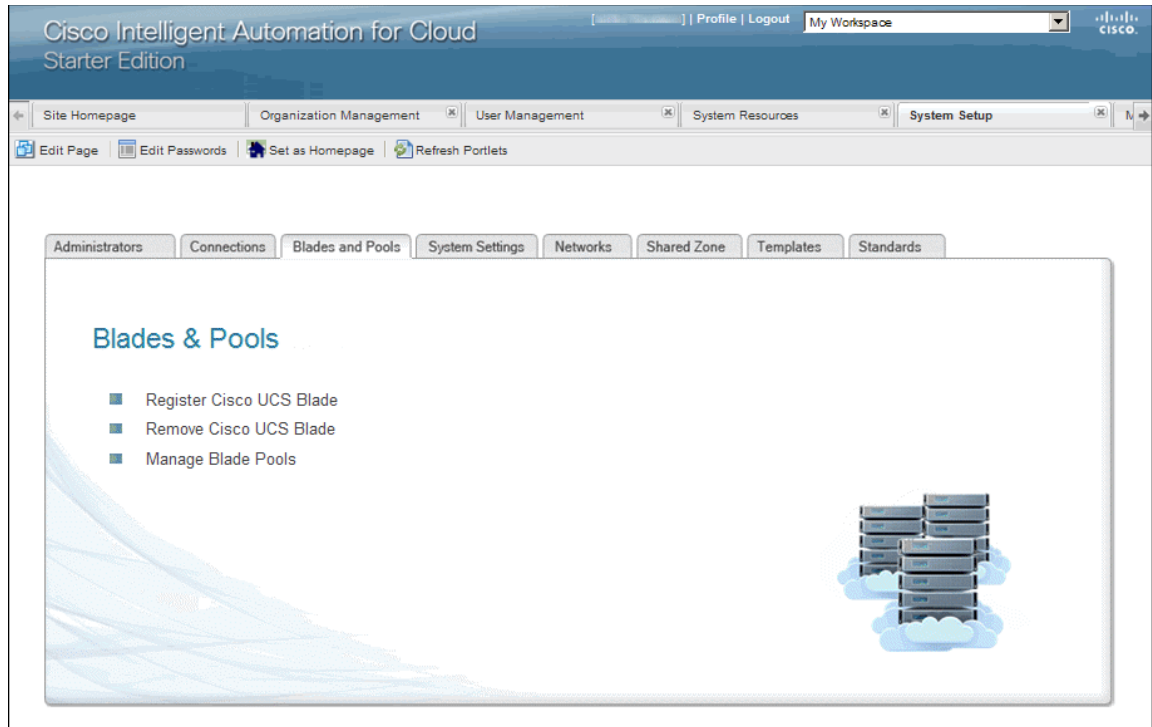 Cisco Intelligent Automation for Cloud
Starter Edition
[ ] | Profile | Logout
My Workspace
CISCO.
Site Homepage
Organization Management
User Management
System Resources
System Setup
Edit Page
Edit Passwords
Set as Homepage
Refresh Portlets
Administrators
Connections
Blades and Pools
System Settings
Networks
Shared Zone
Templates
Standards
Blades & Pools
Register Cisco UCS Blade
Remove Cisco UCS Blade
Manage Blade Pools